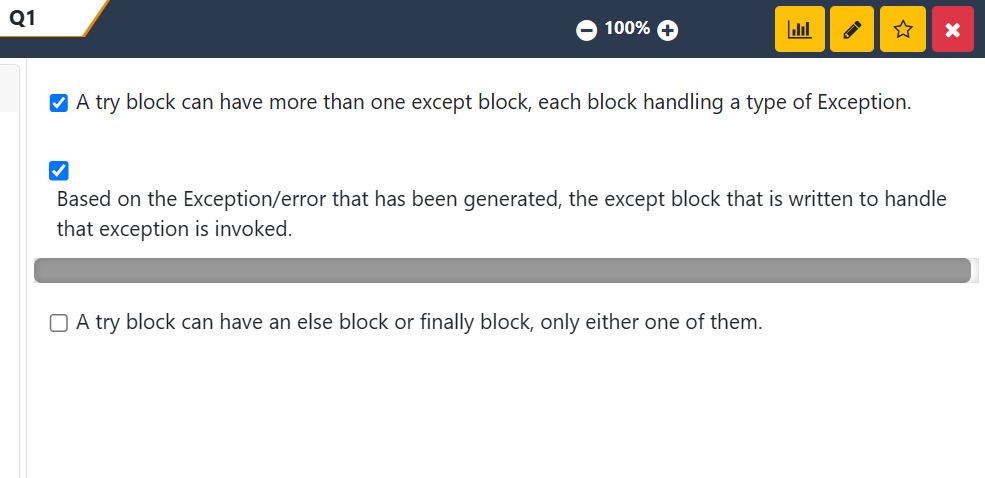 Q1
100%
A try block can have more than one except block, each block handling a type of Exception.
Based on the Exception/error that has been generated, the except block that is written to handle
that exception is invoked.
A try block can have an else block or finally block, only either one of them.